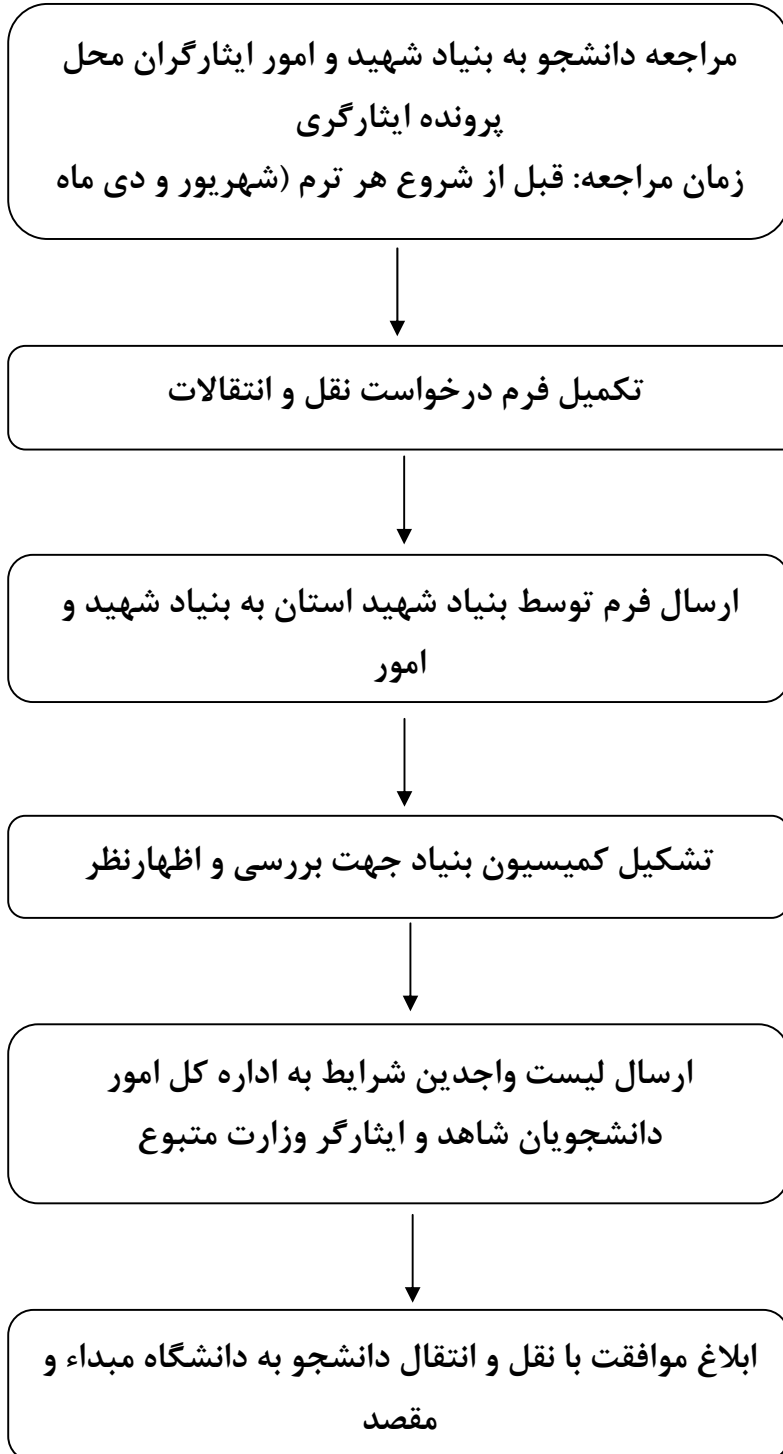 مراجعه دانشجو به بنیاد شهید و امور ایثارگران محل
پرونده ایثارگری
زمان مراجعه: قبل از شروع هر ترم (شهریور و دی ماه
تکمیل فرم درخواست نقل و انتقالات
ارسال فرم توسط بنیاد شهید استان به بنیاد شهید و
امور
تشکیل کمیسیون بنیاد جهت بررسی و اظهارنظر
ارسال لیست واجدین شرایط به اداره کل امور
دانشجویان شاهد و ایثارگر وزارت متبوع
ابلاغ موافقت با نقل و انتقال دانشجو به دانشگاه مبداء و
مقصد